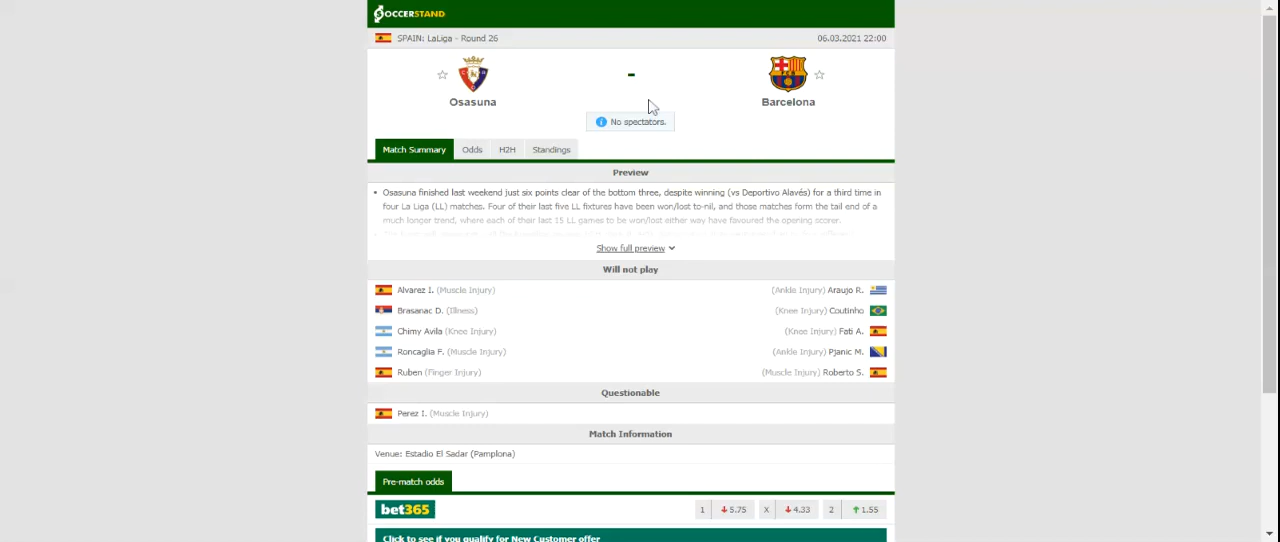 SOCCERSTAND
SPAIN: LaLiga - Round 26 06.03.2021 22:00
Osasuna - Barcelona
No spectators.
Match Summary Odds H2H Standings
Preview
Osasuna finished last weekend just six points clear of the bottom three, despite winning (vs Deportivo Alavés) for a third time in
four La Liga (LL) matches. Four of their last five LL fixtures have been won/lost to-nil, and those matches form the tail end of a
much longer trend, where each of their last 15 LL games to be won/lost either way have favoured the opening scorer.
Show full preview
Will not play
Alvarez I. (Muscle Injury) (Ankle Injury) Araujo R.
Brasanac D. (Illness) (Knee Injury) Coutinho
Chimy Avila (Knee Injury) (Knee Injury) Fati A.
Roncaglia F. (Muscle Injury) (Ankle Injury) Pjanic M.
Ruben (Finger Injury) (Muscle Injury) Roberto S.
Questionable
Perez I. (Muscle Injury)
Match Information
Venue: Estadio El Sadar (Pamplona)
Pre-match odds
bet365 1 5.75 X 4.33 2 1.55
Click to see if you qualify for New Customer offer